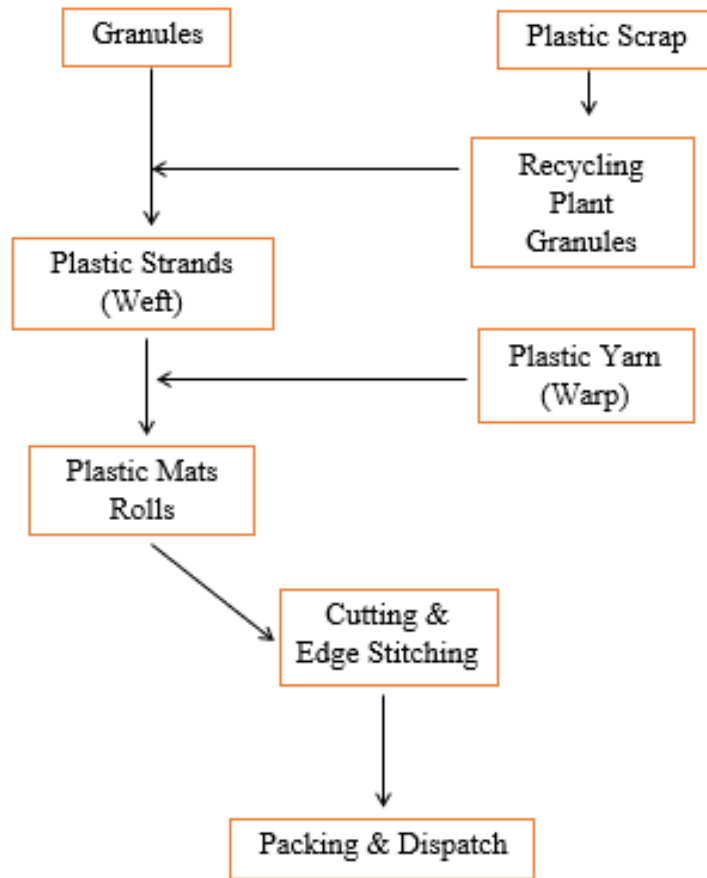 Granules
Plastic Scrap
Recycling
Plant
Granules
Plastic Strands
(Weft)
Plastic Yarn
(Warp)
Plastic Mats
Rolls
Cutting &
Edge Stitching
Packing & Dispatch